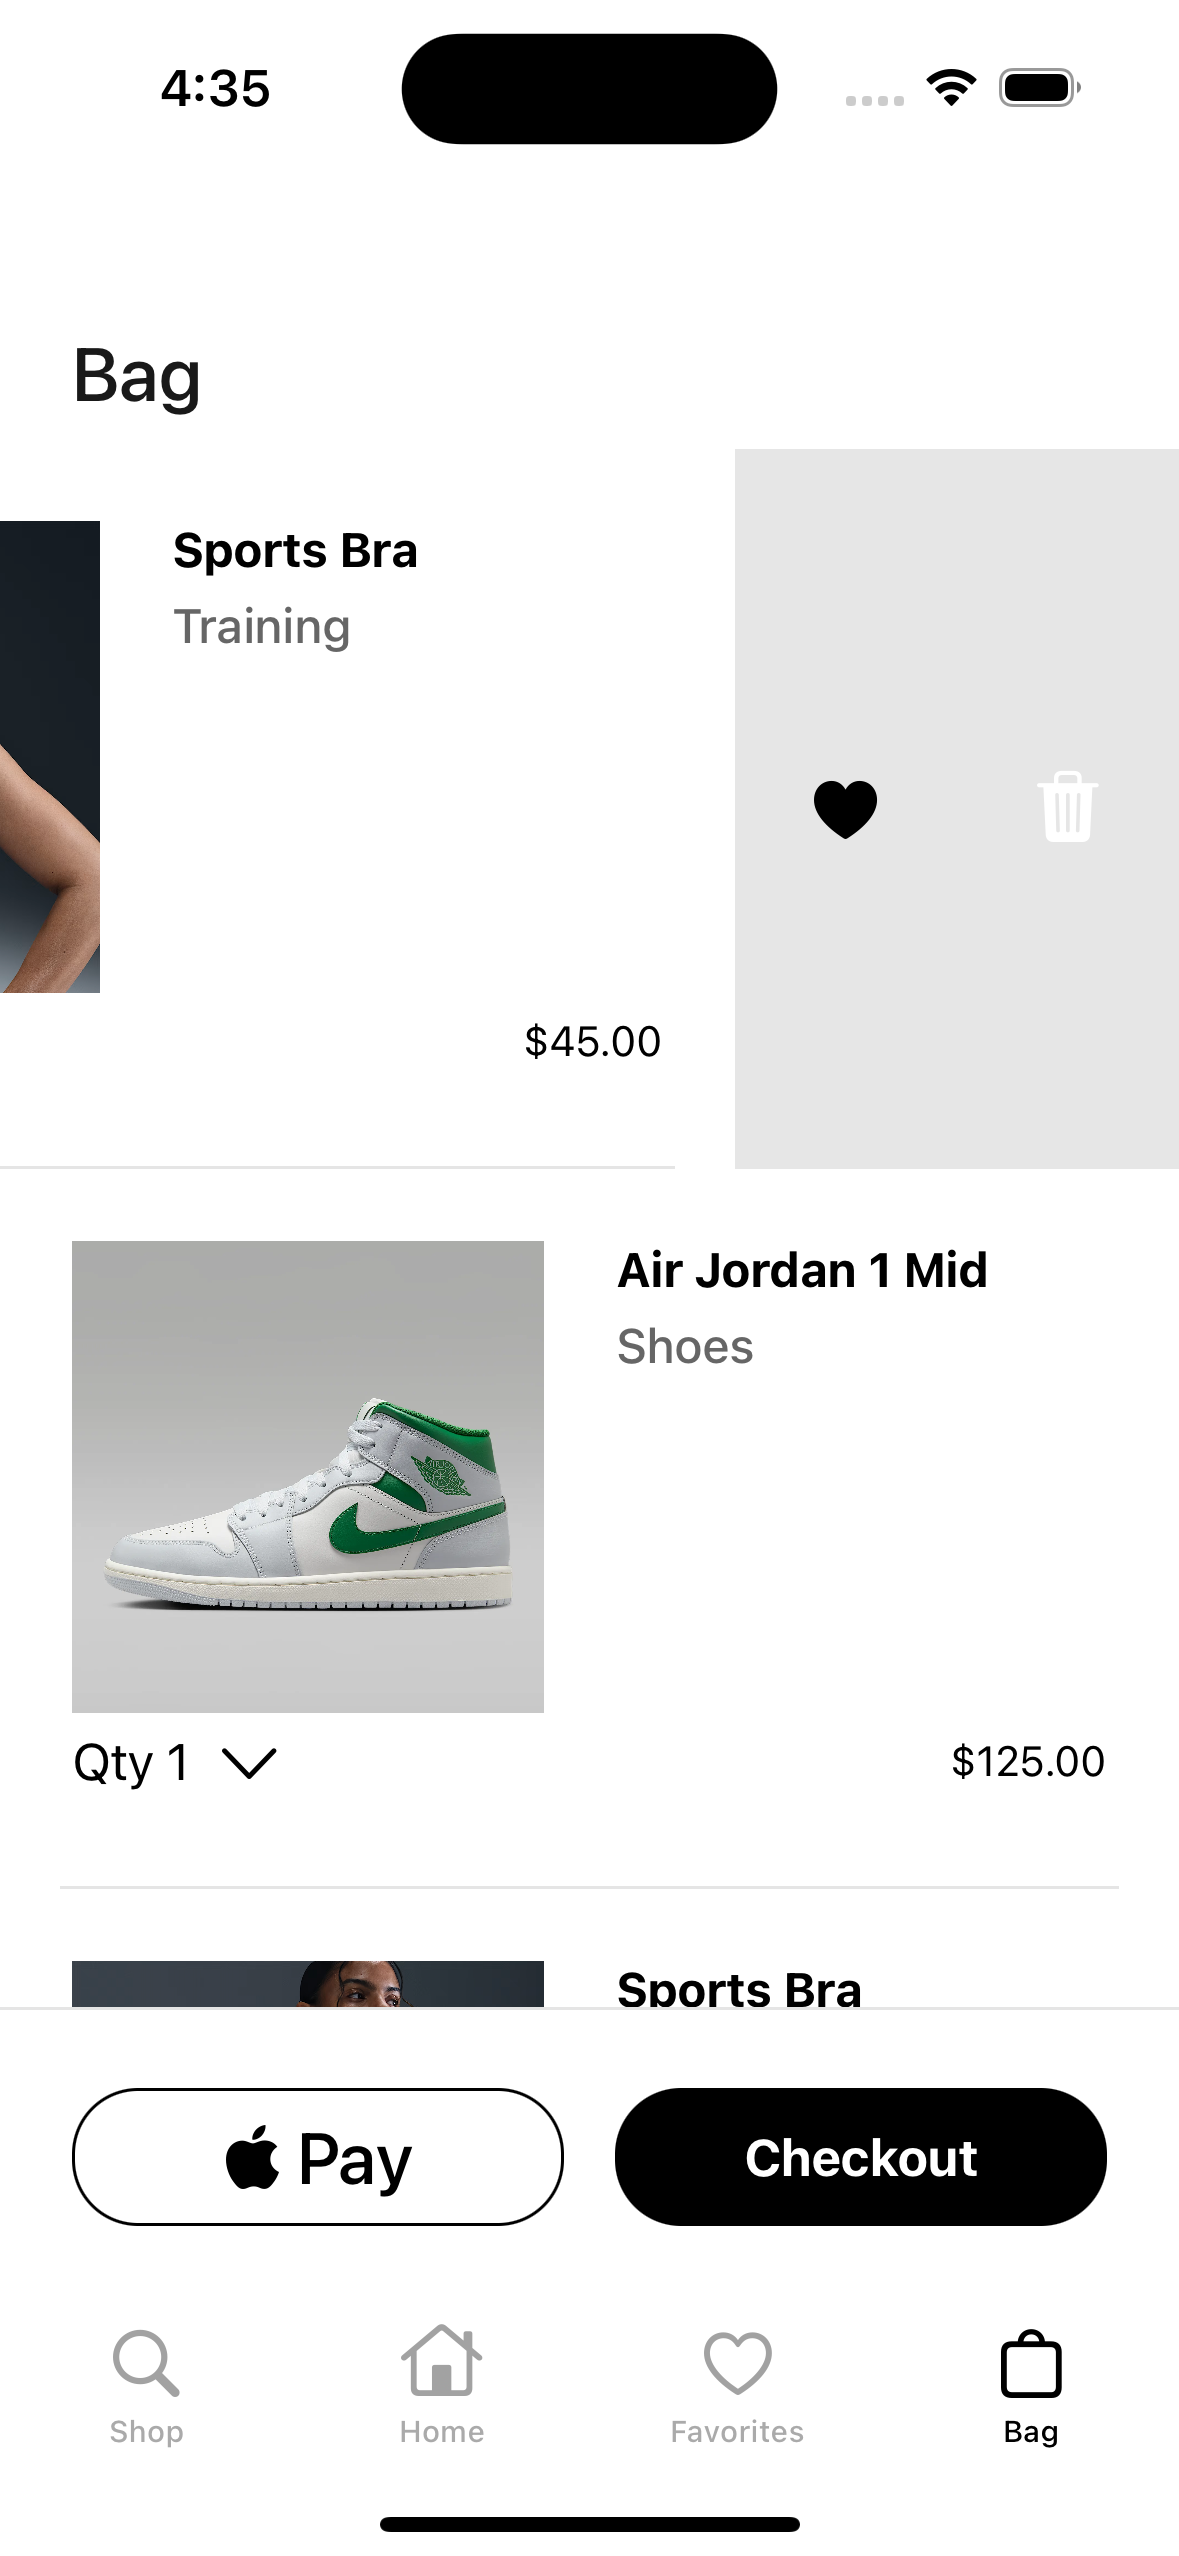 4:35
Bag
Sports Bra
Training
$45.00
Air Jordan 1 Mid
Shoes
Qty 1
$125.00
Sports Bra
Pay
Checkout
Shop
Home
Favorites
Bag